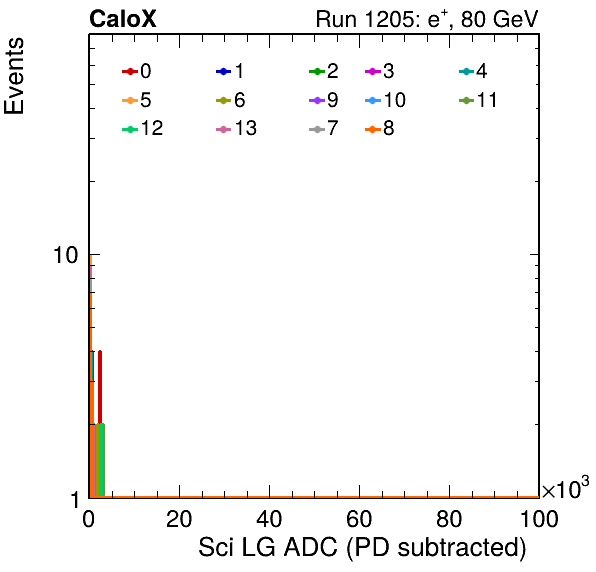 CaloX Run 1205: e⁺, 80 GeV
Events
0 1 2 3 4
5 6 9 10 11
12 13 7 8
10
1
×10³
0 20 40 60 80 100
Sci LG ADC (PD subtracted)